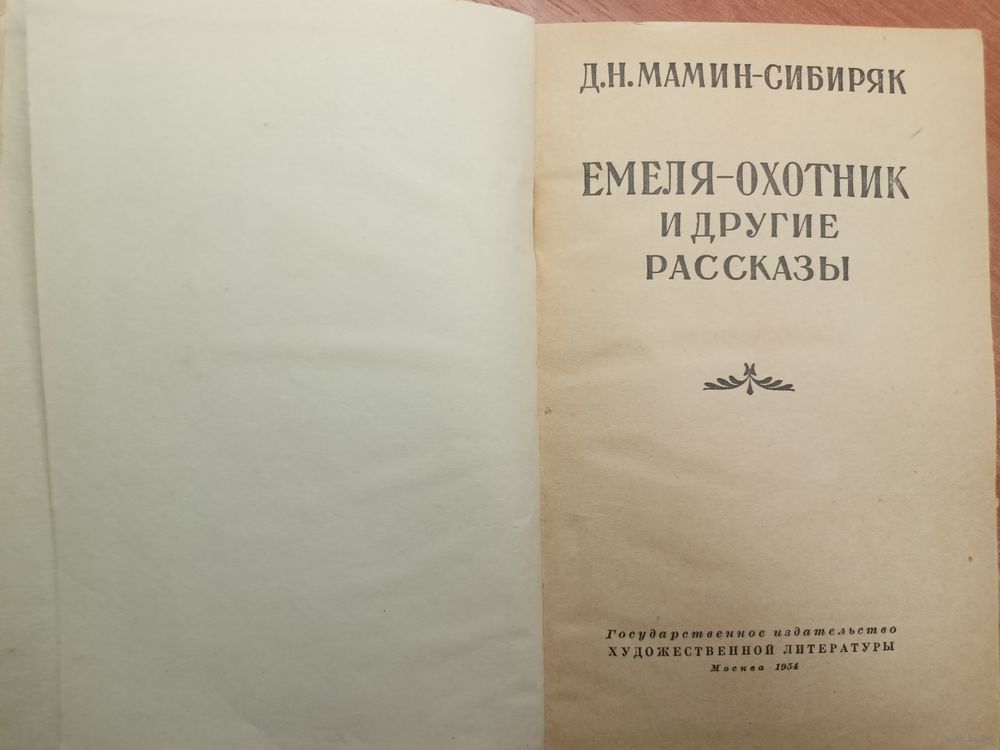 Д.Н.МАМИН-СИБИРЯК
ЕМЕЛЯ-ОХОТНИК
И ДРУГИЕ
РАССКАЗЫ
Государственное издательство
ХУДОЖЕСТВЕННОЙ ЛИТЕРАТУРЫ
Москва 1954